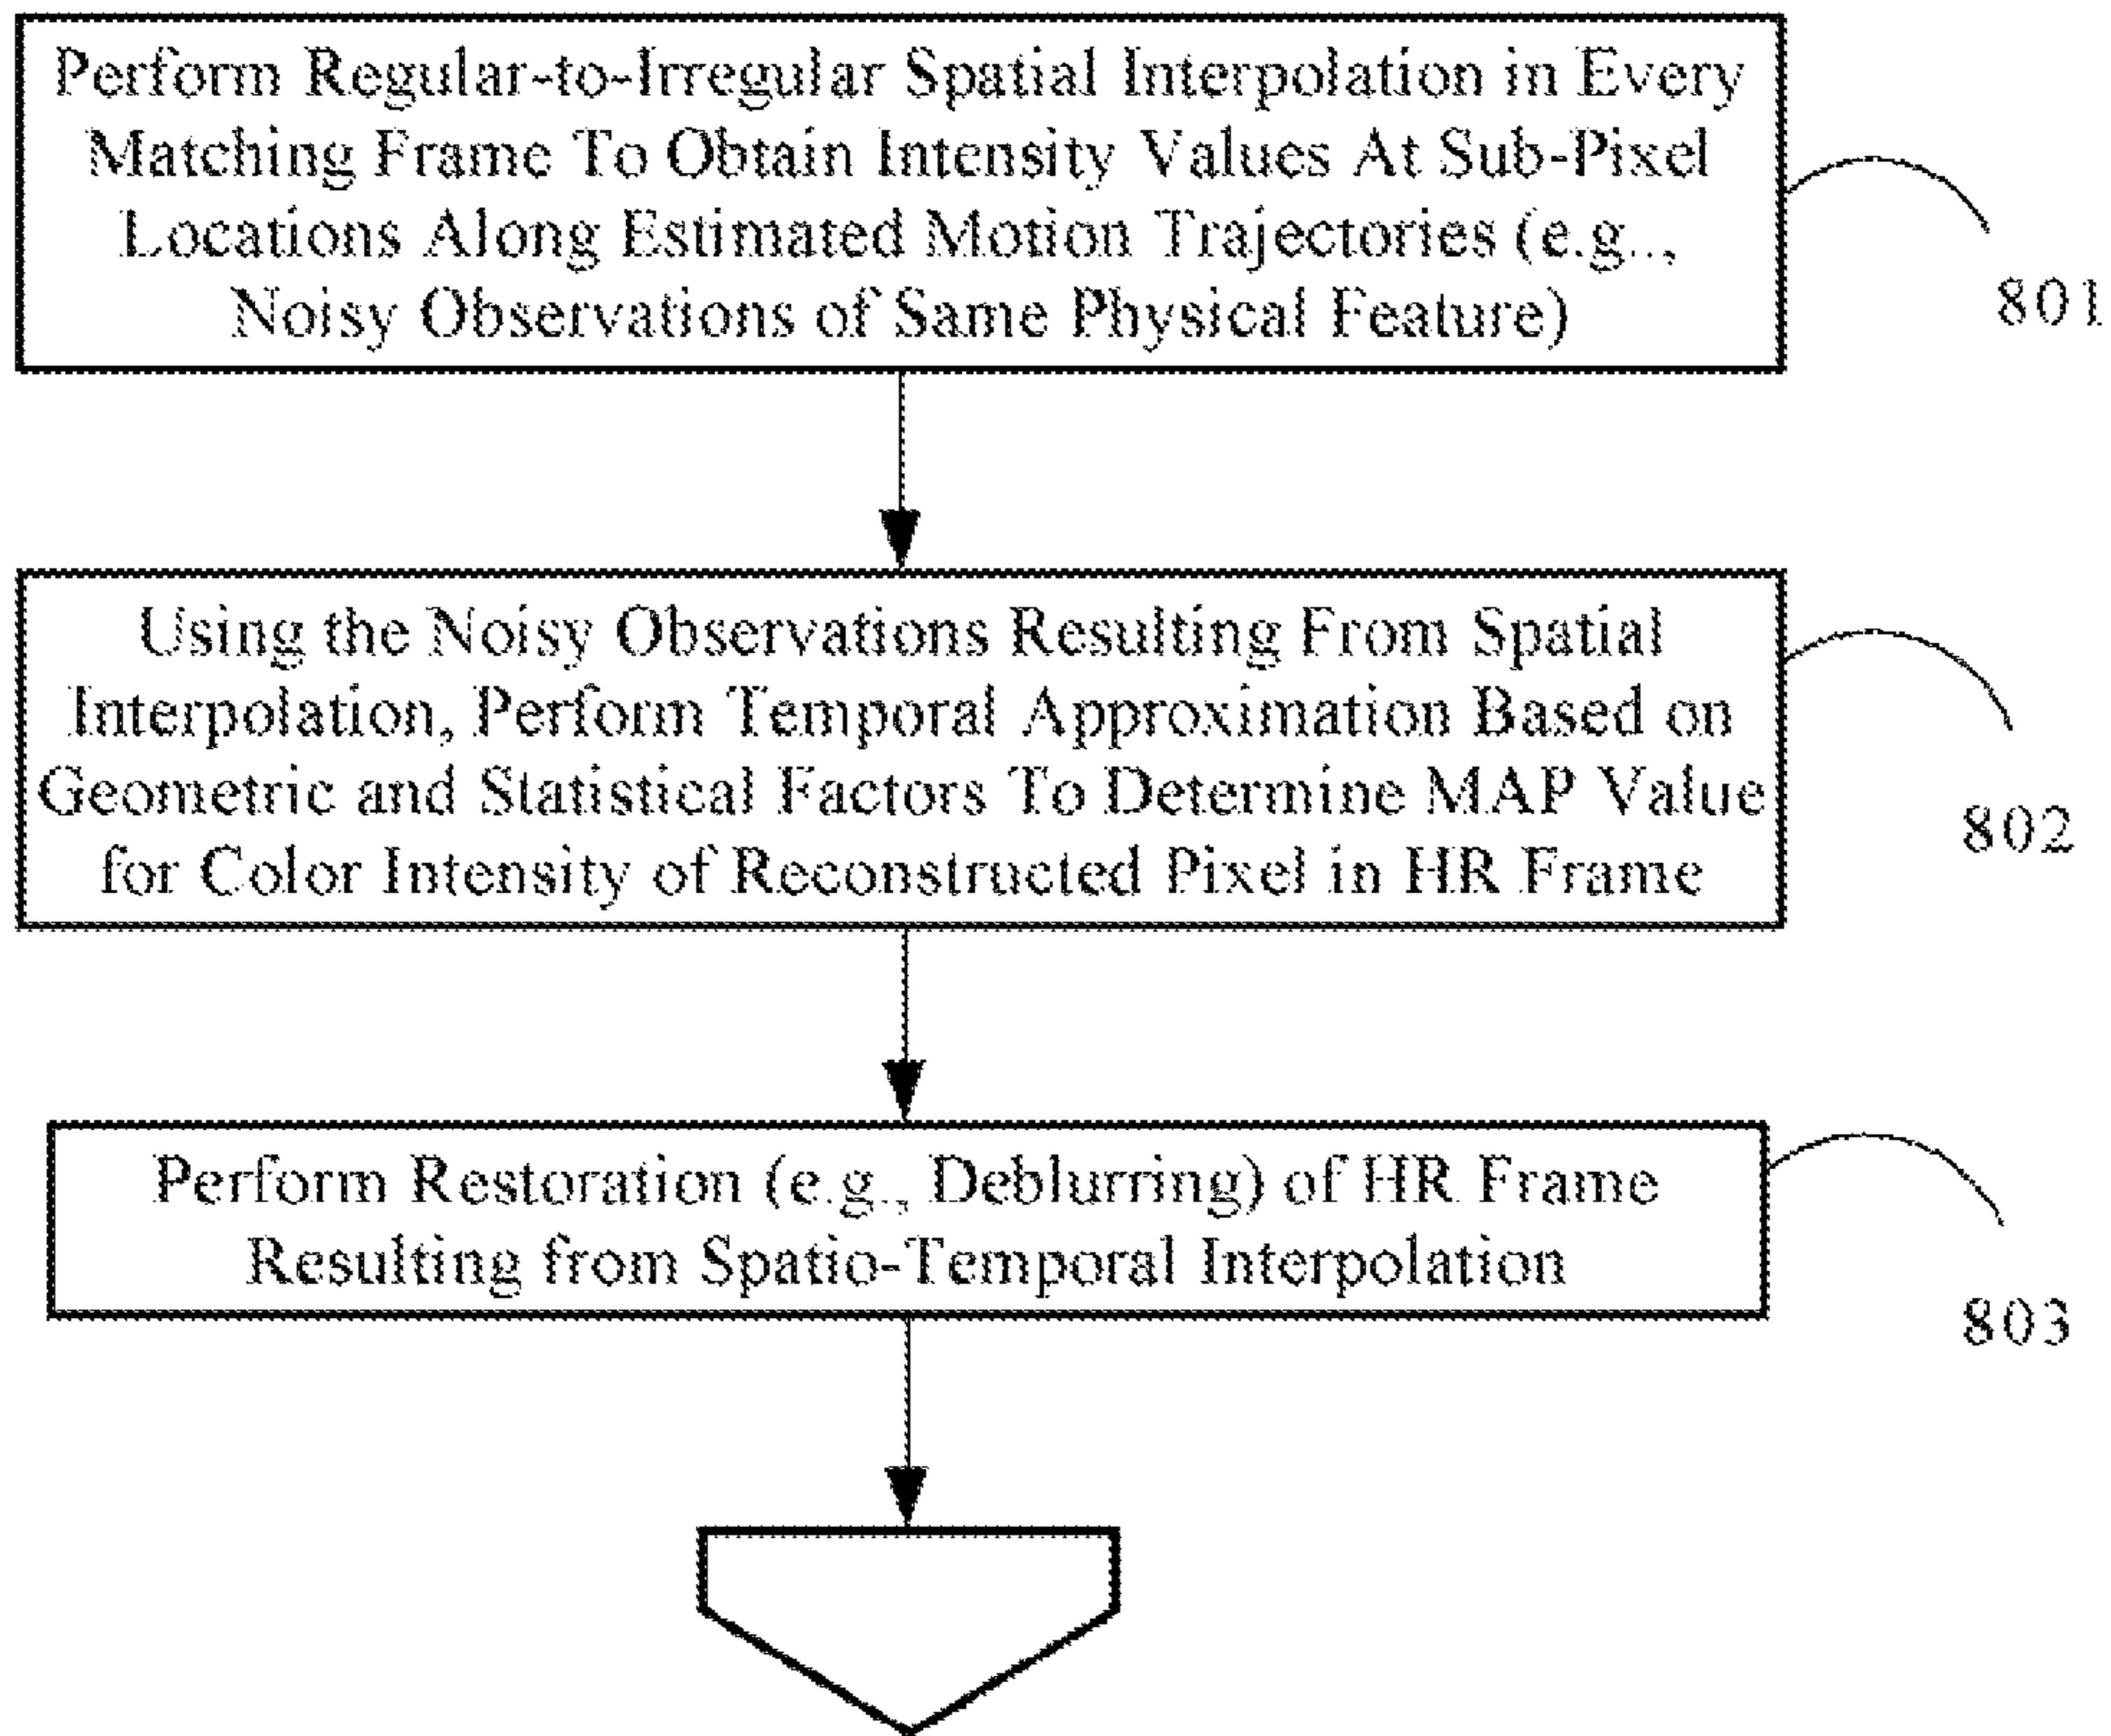 Perform Regular-to-Irregular Spatial Interpolation in Every
Matching Frame To Obtain Intensity Values At Sub-Pixel
Locations Along Estimated Motion Trajectories (e.g..,
Noisy Observations of Same Physical Feature)
801
Using the Noisy Observations Resulting From Spatial
Interpolation, Perform Temporal Approximation Based on
Geometric and Statistical Factors To Determine MAP Value
for Color Intensity of Reconstructed Pixel in HR Frame
802
Perform Restoration (e.g., Deblurring) of HR Frame
Resulting from Spatio-Temporal Interpolation
803